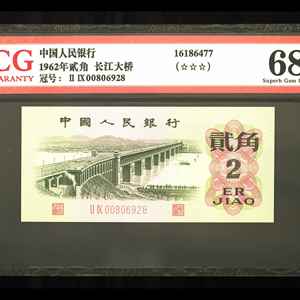 CG
中国人民银行
16186477
68
ARRANTY
1962年贰角 长江大桥
(☆☆☆)
Superb Gem
冠号: II IX 00806928
中國人民銀行
貳角
2
ER
JIAO
II IX 00806928